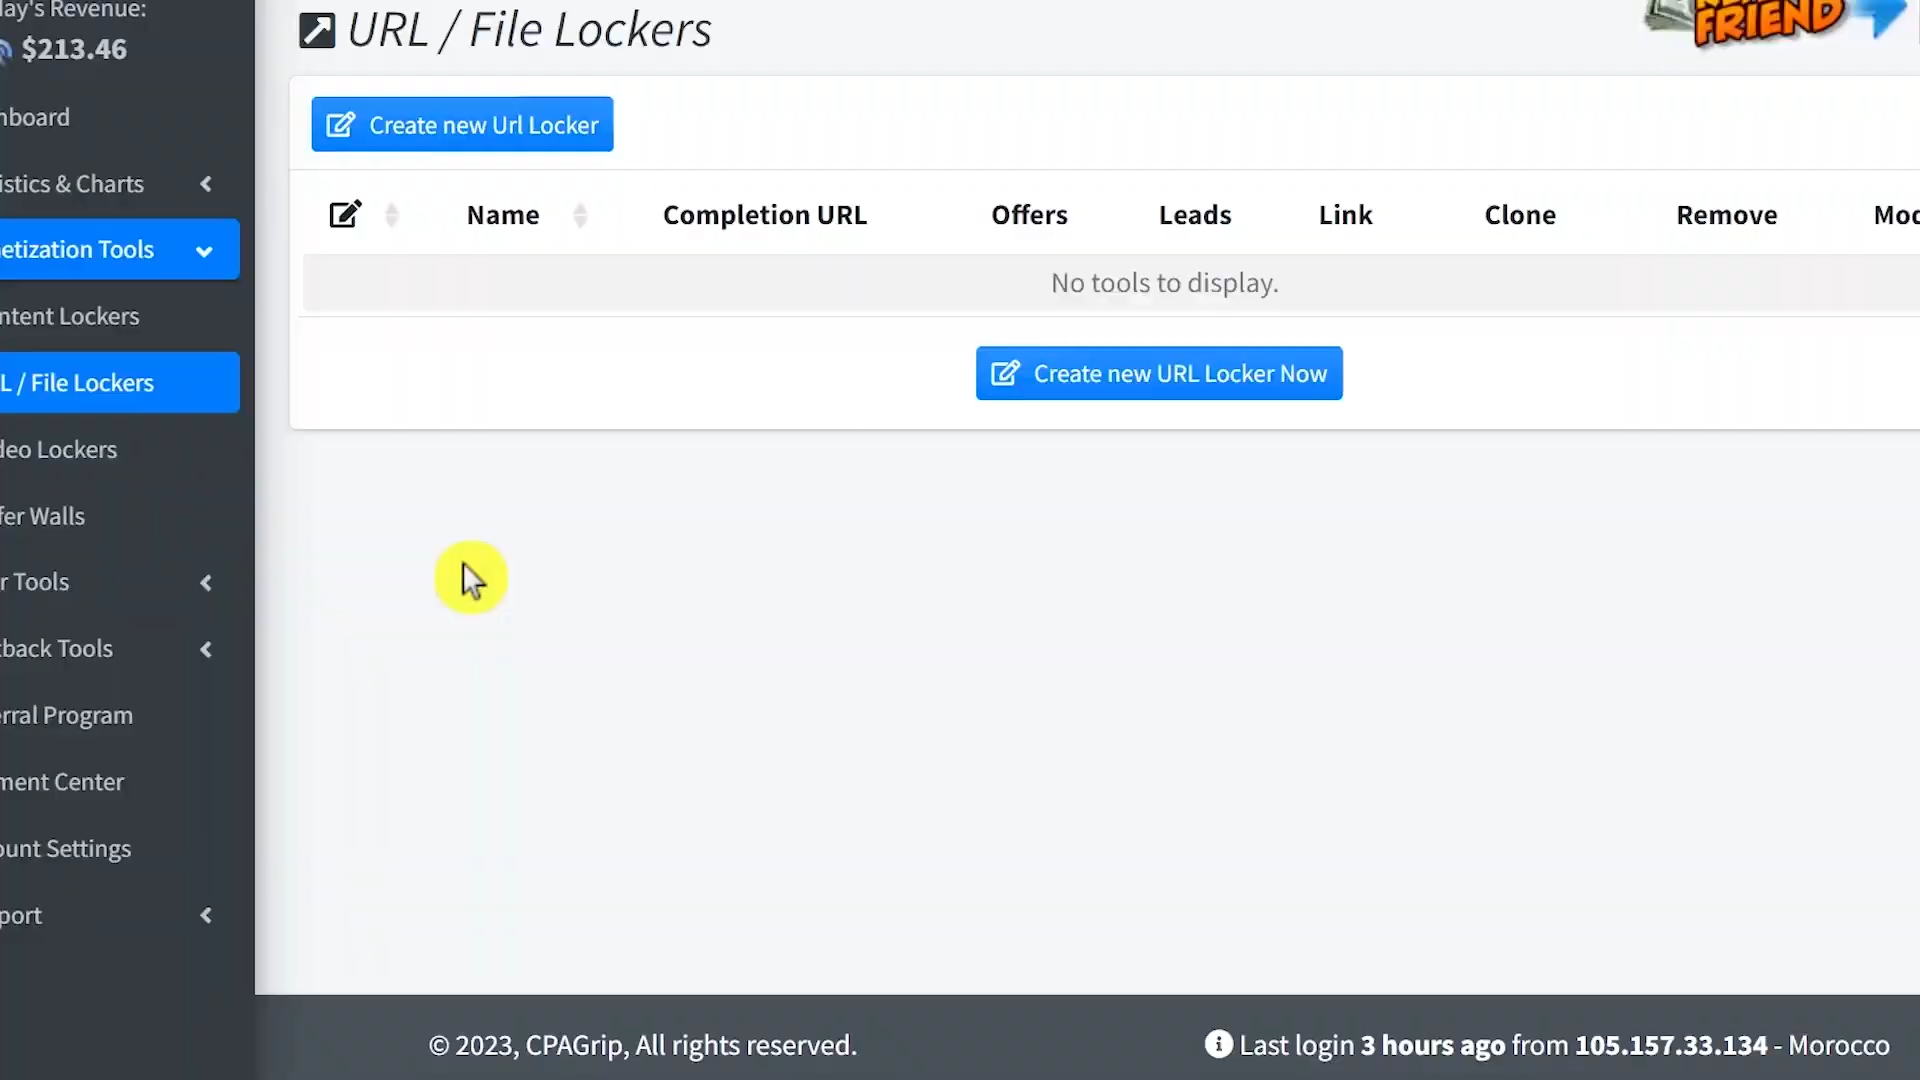 ay's Revenue:
$213.46
nboard
istics & Charts
etization Tools
ntent Lockers
L / File Lockers
deo Lockers
fer Walls
r Tools
tback Tools
erral Program
ment Center
ount Settings
port
URL / File Lockers
FRIEND
Create new Url Locker
Name Completion URL Offers Leads Link Clone Remove Mod
No tools to display.
Create new URL Locker Now
© 2023, CPAGrip, All rights reserved.
Last login 3 hours ago from 105.157.33.134 - Morocco